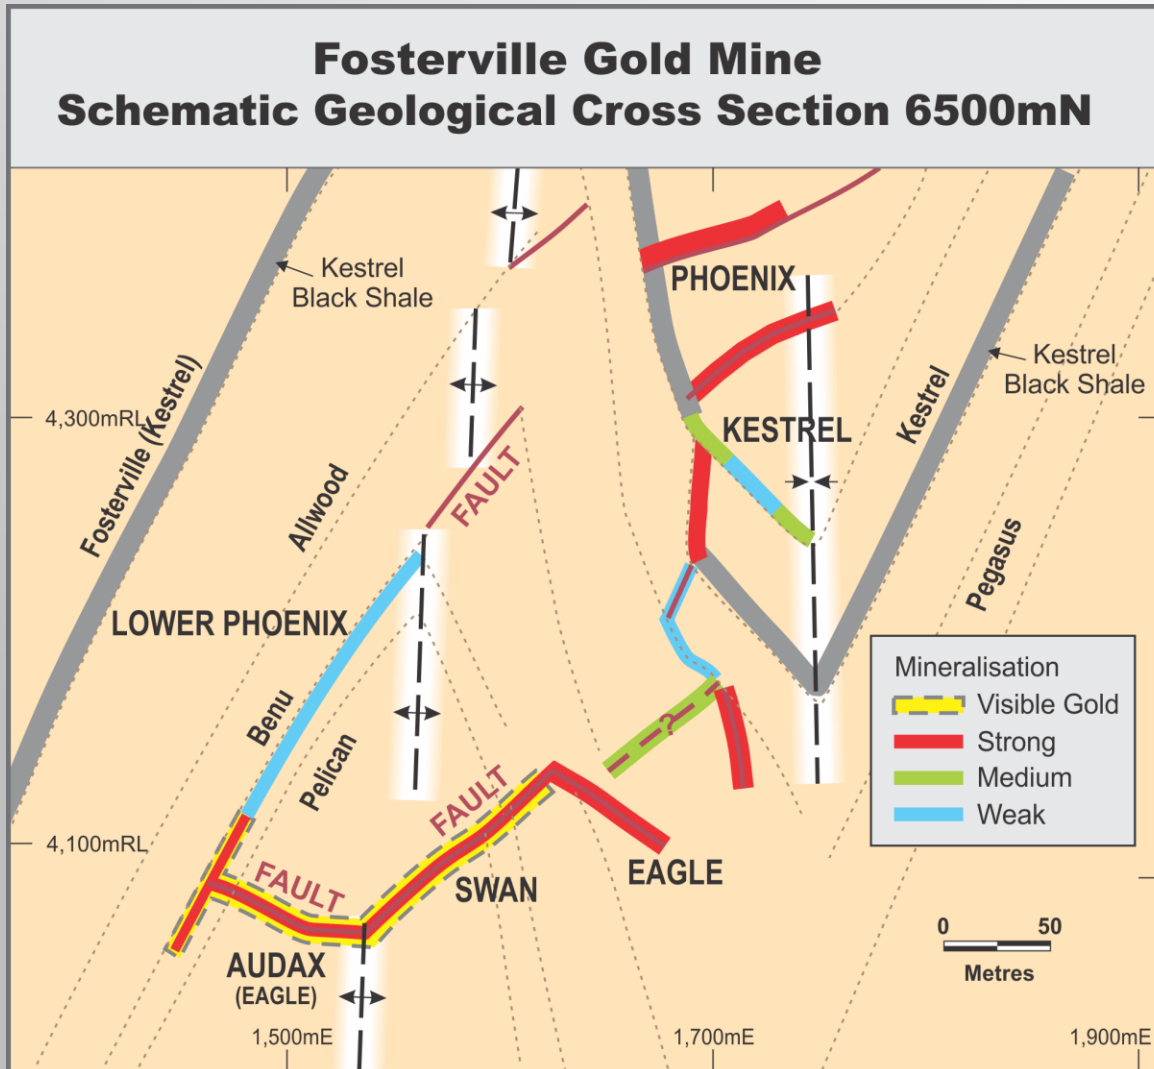 Fosterville Gold Mine
Schematic Geological Cross Section 6500mN
Kestrel
Black Shale
PHOENIX
Kestrel
Black Shale
4,300mRL
Fosterville (Kestrel)
KESTREL
Kestrel
FAULT
Allwood
Pegasus
LOWER PHOENIX
Benu
Pelican
?
Mineralisation
Visible Gold
Strong
Medium
Weak
4,100mRL
FAULT
FAULT
SWAN
EAGLE
AUDAX
(EAGLE)
0 50
Metres
1,500mE
1,700mE
1,900mE